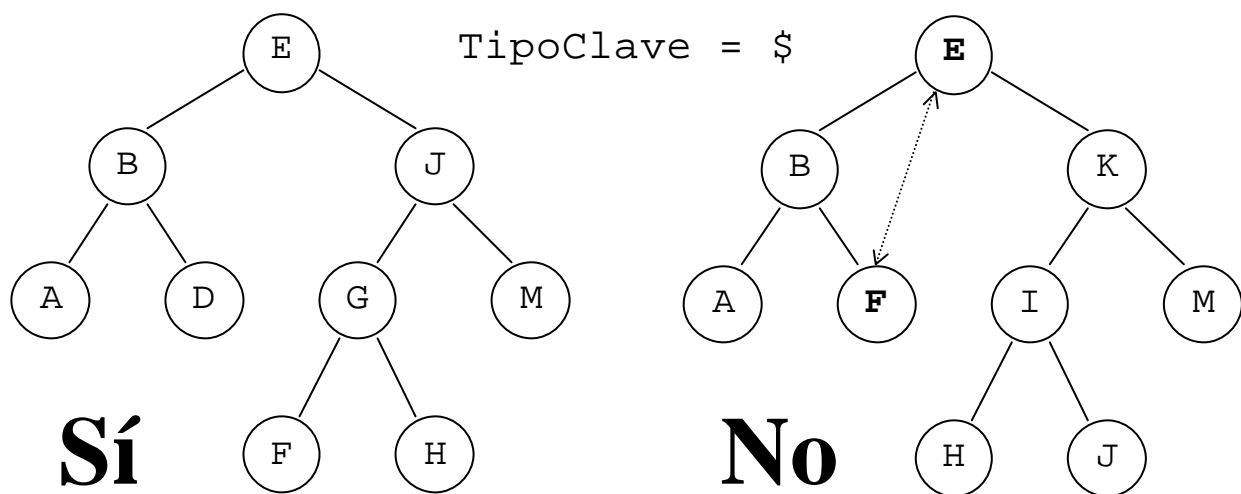 E TipoClave = $ E
B J B K
A D G M A F I M
F H H J
Sí No